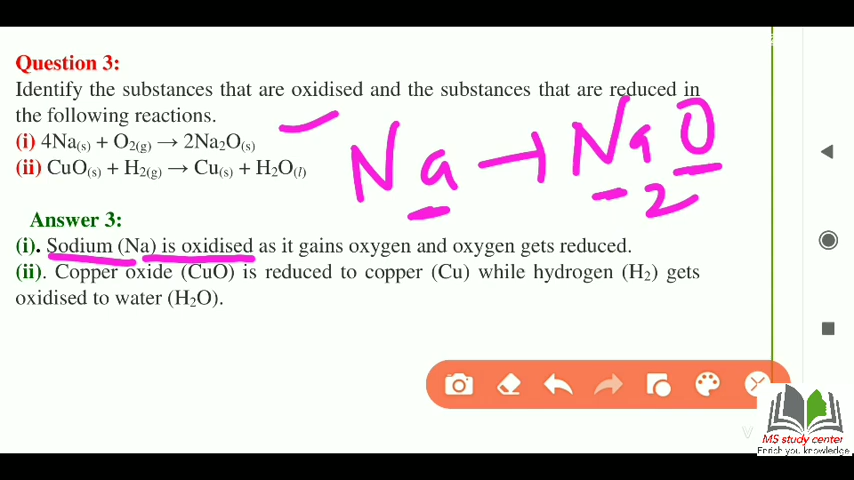 Question 3:
Identify the substances that are oxidised and the substances that are reduced in
the following reactions.
(i) 4Na(s) + O2(g) → 2Na2O(s)
(ii) CuO(s) + H2(g) → Cu(s) + H2O(l)
Na → Na2O
Answer 3:
(i). Sodium (Na) is oxidised as it gains oxygen and oxygen gets reduced.
(ii). Copper oxide (CuO) is reduced to copper (Cu) while hydrogen (H2) gets
oxidised to water (H2O).
MS study center
Enrich you knowledge